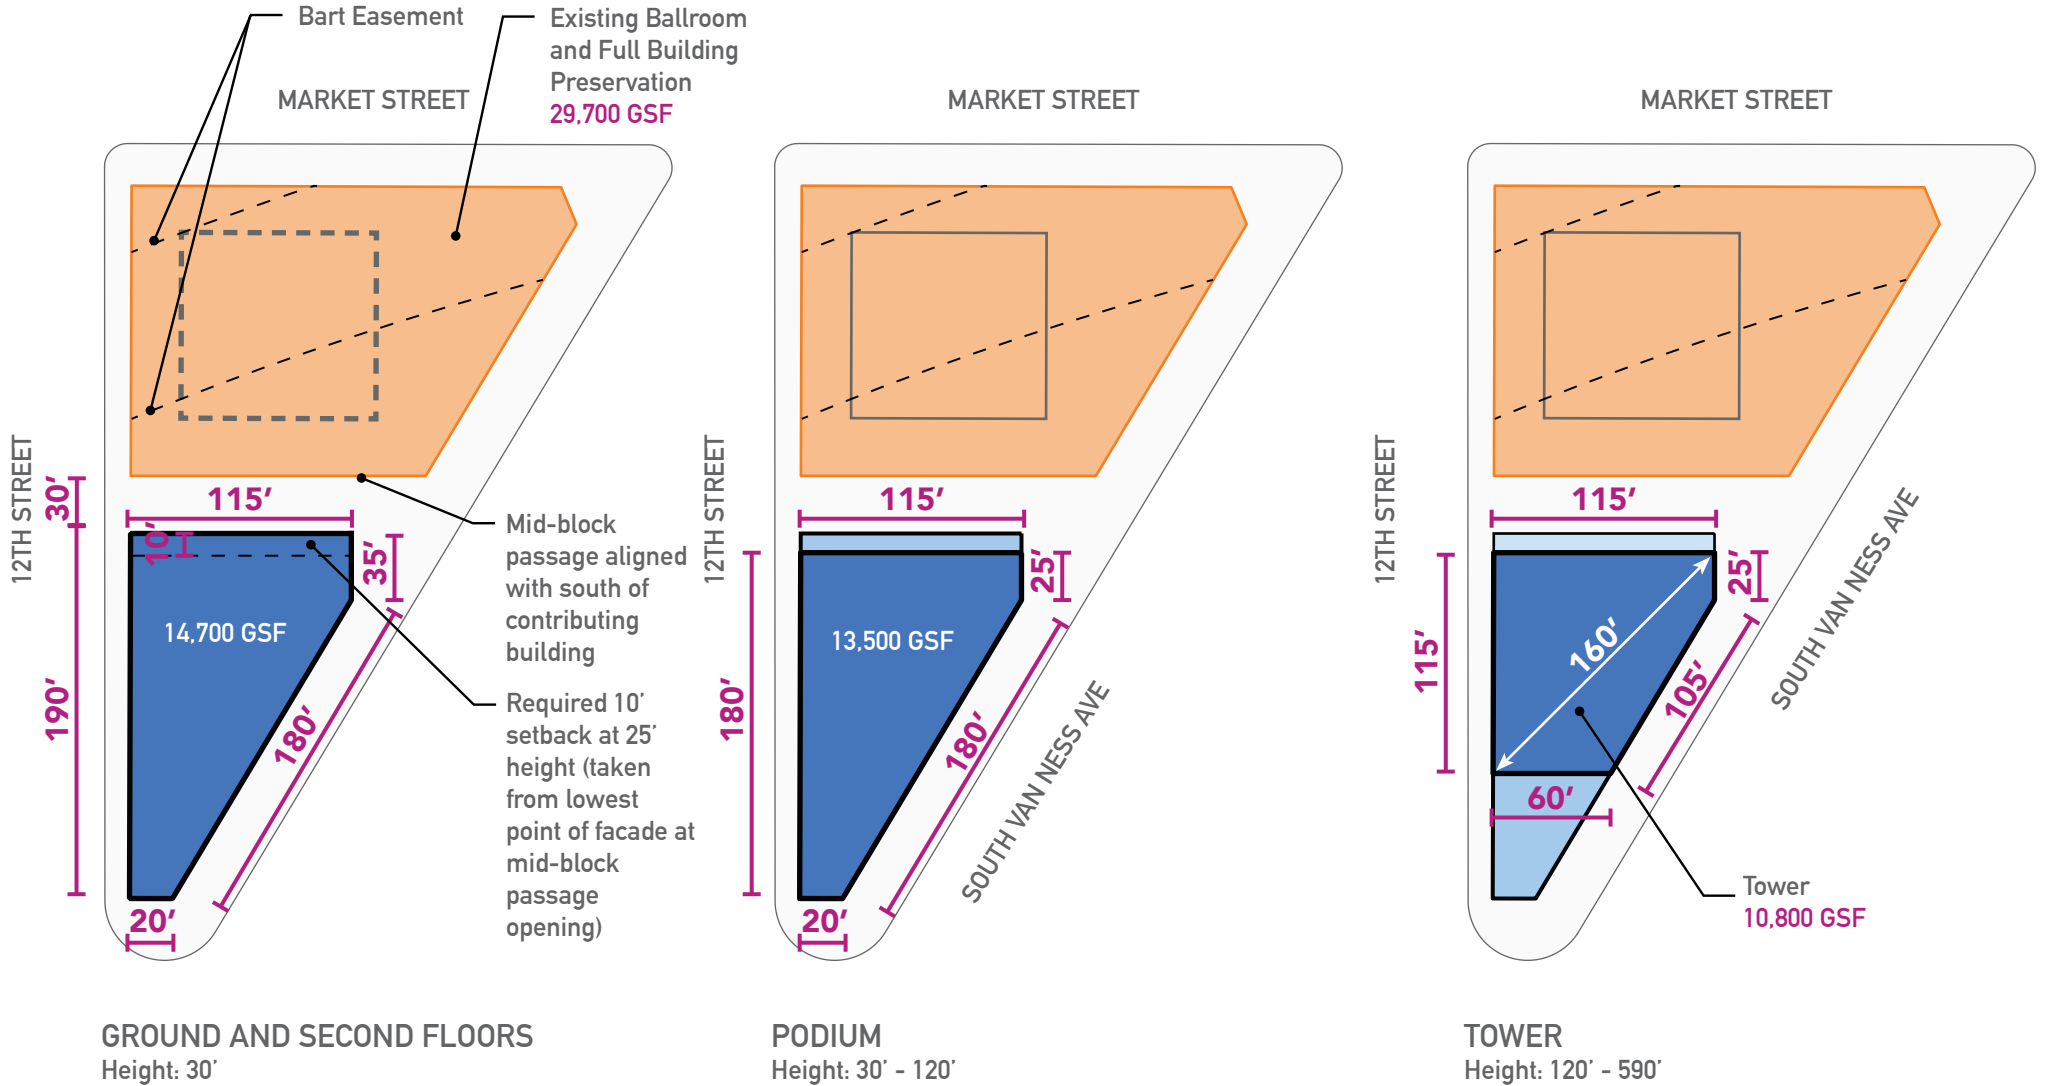 Bart Easement
Existing Ballroom
and Full Building
Preservation
29,700 GSF
MARKET STREET
12TH STREET
30’
115’
10’
35’
14,700 GSF
190’
180’
20’
Mid-block
passage aligned
with south of
contributing
building
Required 10’
setback at 25’
height (taken
from lowest
point of facade at
mid-block
passage
opening)
GROUND AND SECOND FLOORS
Height: 30’
MARKET STREET
12TH STREET
115’
25’
13,500 GSF
180’
180’
20’
SOUTH VAN NESS AVE
PODIUM
Height: 30’ - 120’
MARKET STREET
12TH STREET
115’
25’
115’
160’
105’
60’
SOUTH VAN NESS AVE
Tower
10,800 GSF
TOWER
Height: 120’ - 590’